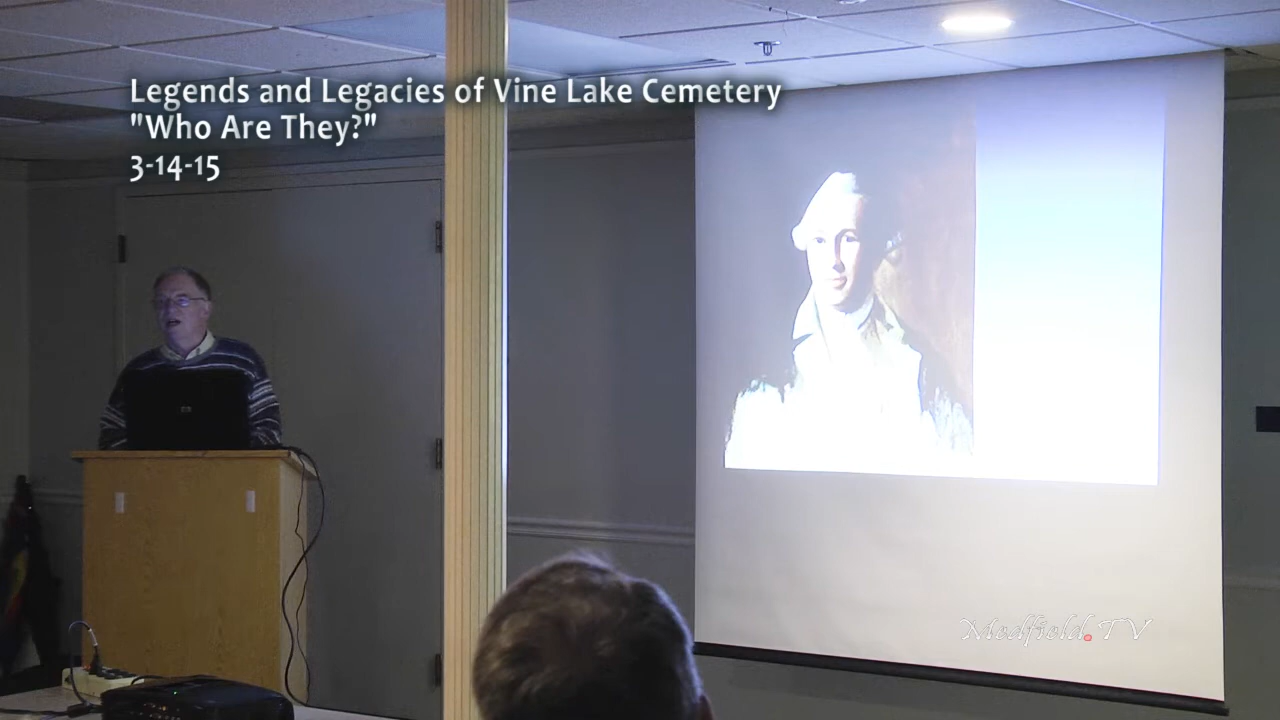 Legends and Legacies of Vine Lake Cemetery
"Who Are They?"
3-14-15
Medfield.TV